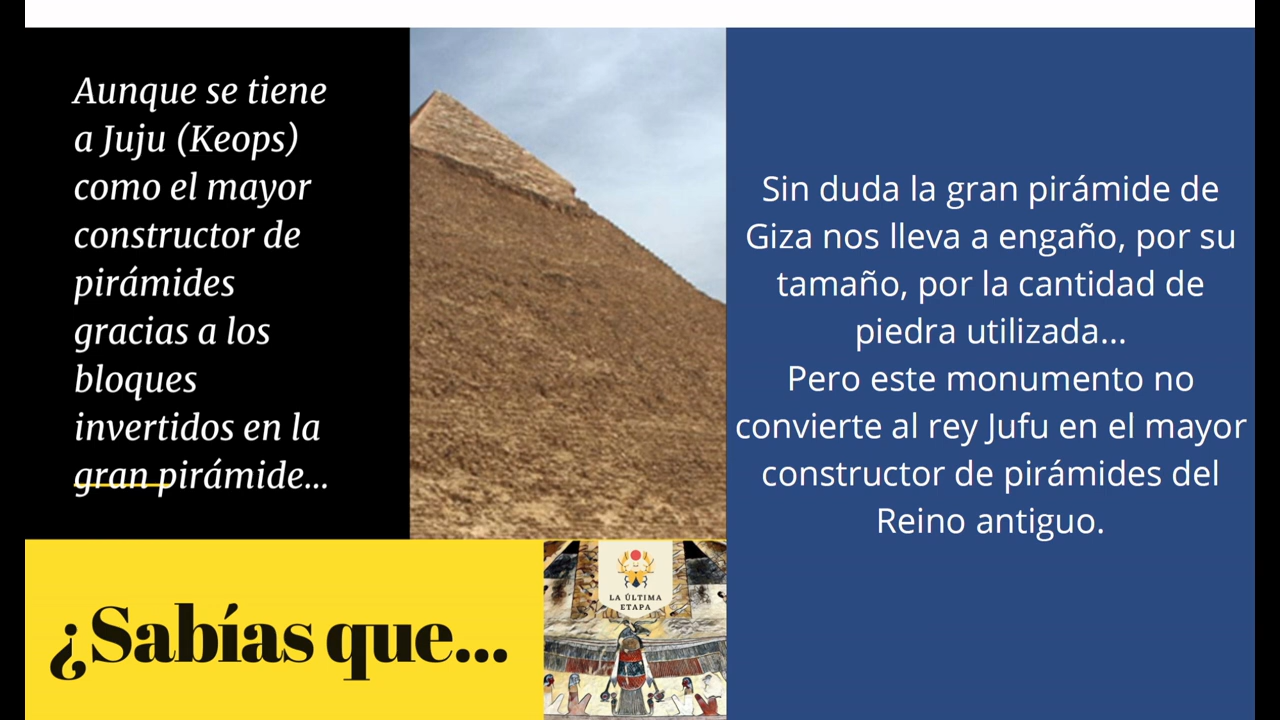 Aunque se tiene
a Juju (Keops)
como el mayor
constructor de
pirámides
gracias a los
bloques
invertidos en la
gran pirámide...
Sin duda la gran pirámide de
Giza nos lleva a engaño, por su
tamaño, por la cantidad de
piedra utilizada...
Pero este monumento no
convierte al rey Jufu en el mayor
constructor de pirámides del
Reino antiguo.
¿Sabías que...
LA ÚLTIMA
ETAPA